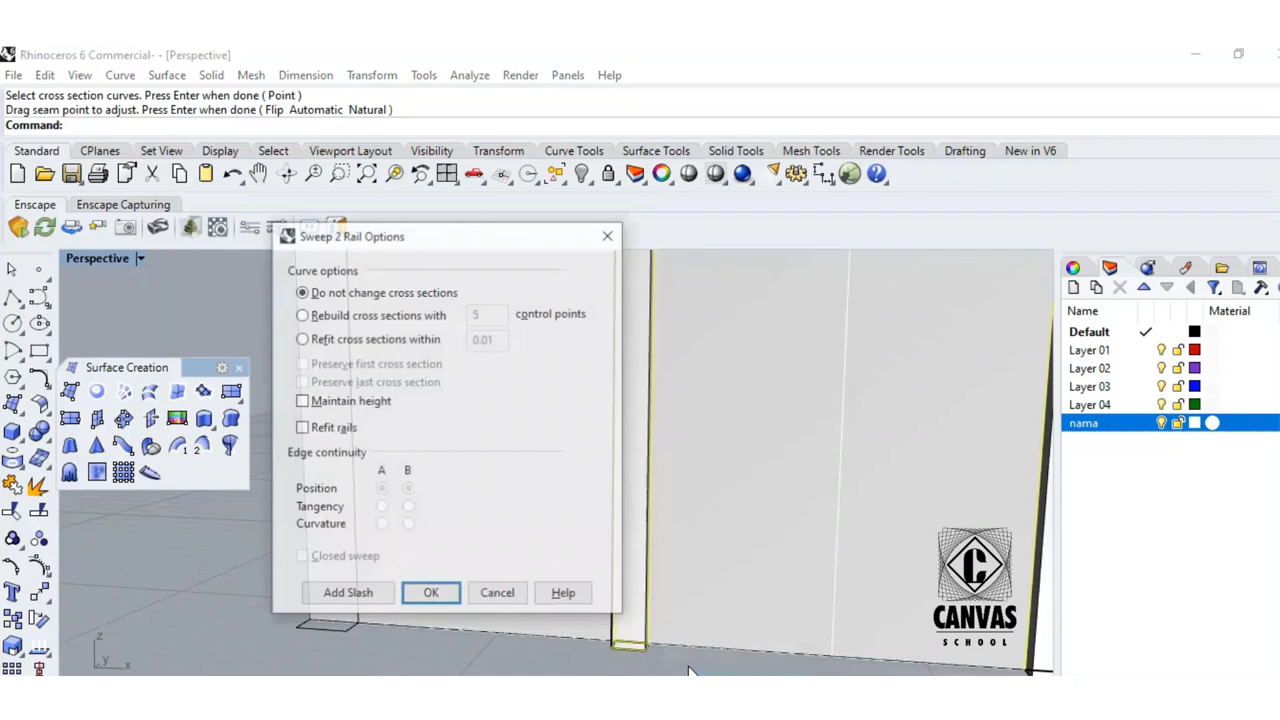 Rhinoceros 6 Commercial- - [Perspective]
File Edit View Curve Surface Solid Mesh Dimension Transform Tools Analyze Render Panels Help
Select cross section curves. Press Enter when done ( Point )
Drag seam point to adjust. Press Enter when done ( Flip Automatic Natural )
Command:
Standard CPlanes Set View Display Select Viewport Layout Visibility Transform Curve Tools Surface Tools Solid Tools Mesh Tools Render Tools Drafting New in V6
Enscape Enscape Capturing
Perspective
Surface Creation
1 2
Sweep 2 Rail Options
Curve options
Do not change cross sections
Rebuild cross sections with 5 control points
Refit cross sections within 0.01
Preserve first cross section
Preserve last cross section
Maintain height
Refit rails
Edge continuity
A B
Position
Tangency
Curvature
Closed sweep
Add Slash OK Cancel Help
Name Material
Default
Layer 01
Layer 02
Layer 03
Layer 04
nama
z
y x
C
CANVAS
SCHOOL